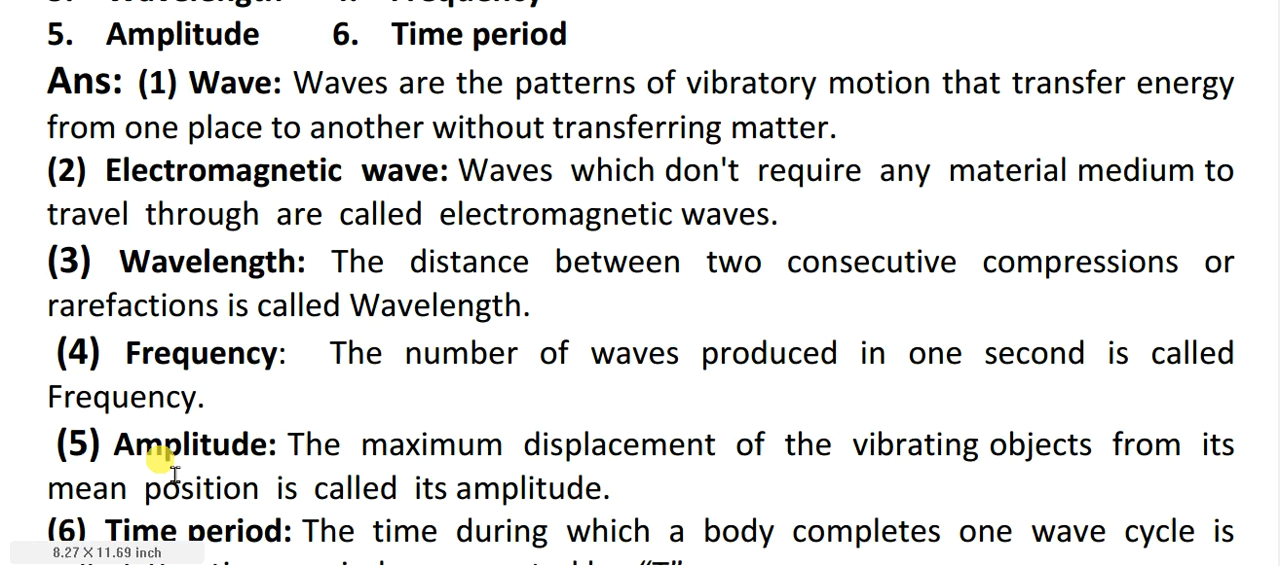 5. Amplitude 6. Time period
Ans: (1) Wave: Waves are the patterns of vibratory motion that transfer energy
from one place to another without transferring matter.
(2) Electromagnetic wave: Waves which don't require any material medium to
travel through are called electromagnetic waves.
(3) Wavelength: The distance between two consecutive compressions or
rarefactions is called Wavelength.
(4) Frequency: The number of waves produced in one second is called
Frequency.
(5) Amplitude: The maximum displacement of the vibrating objects from its
mean position is called its amplitude.
(6) Time period: The time during which a body completes one wave cycle is
8.27 X 11.69 inch